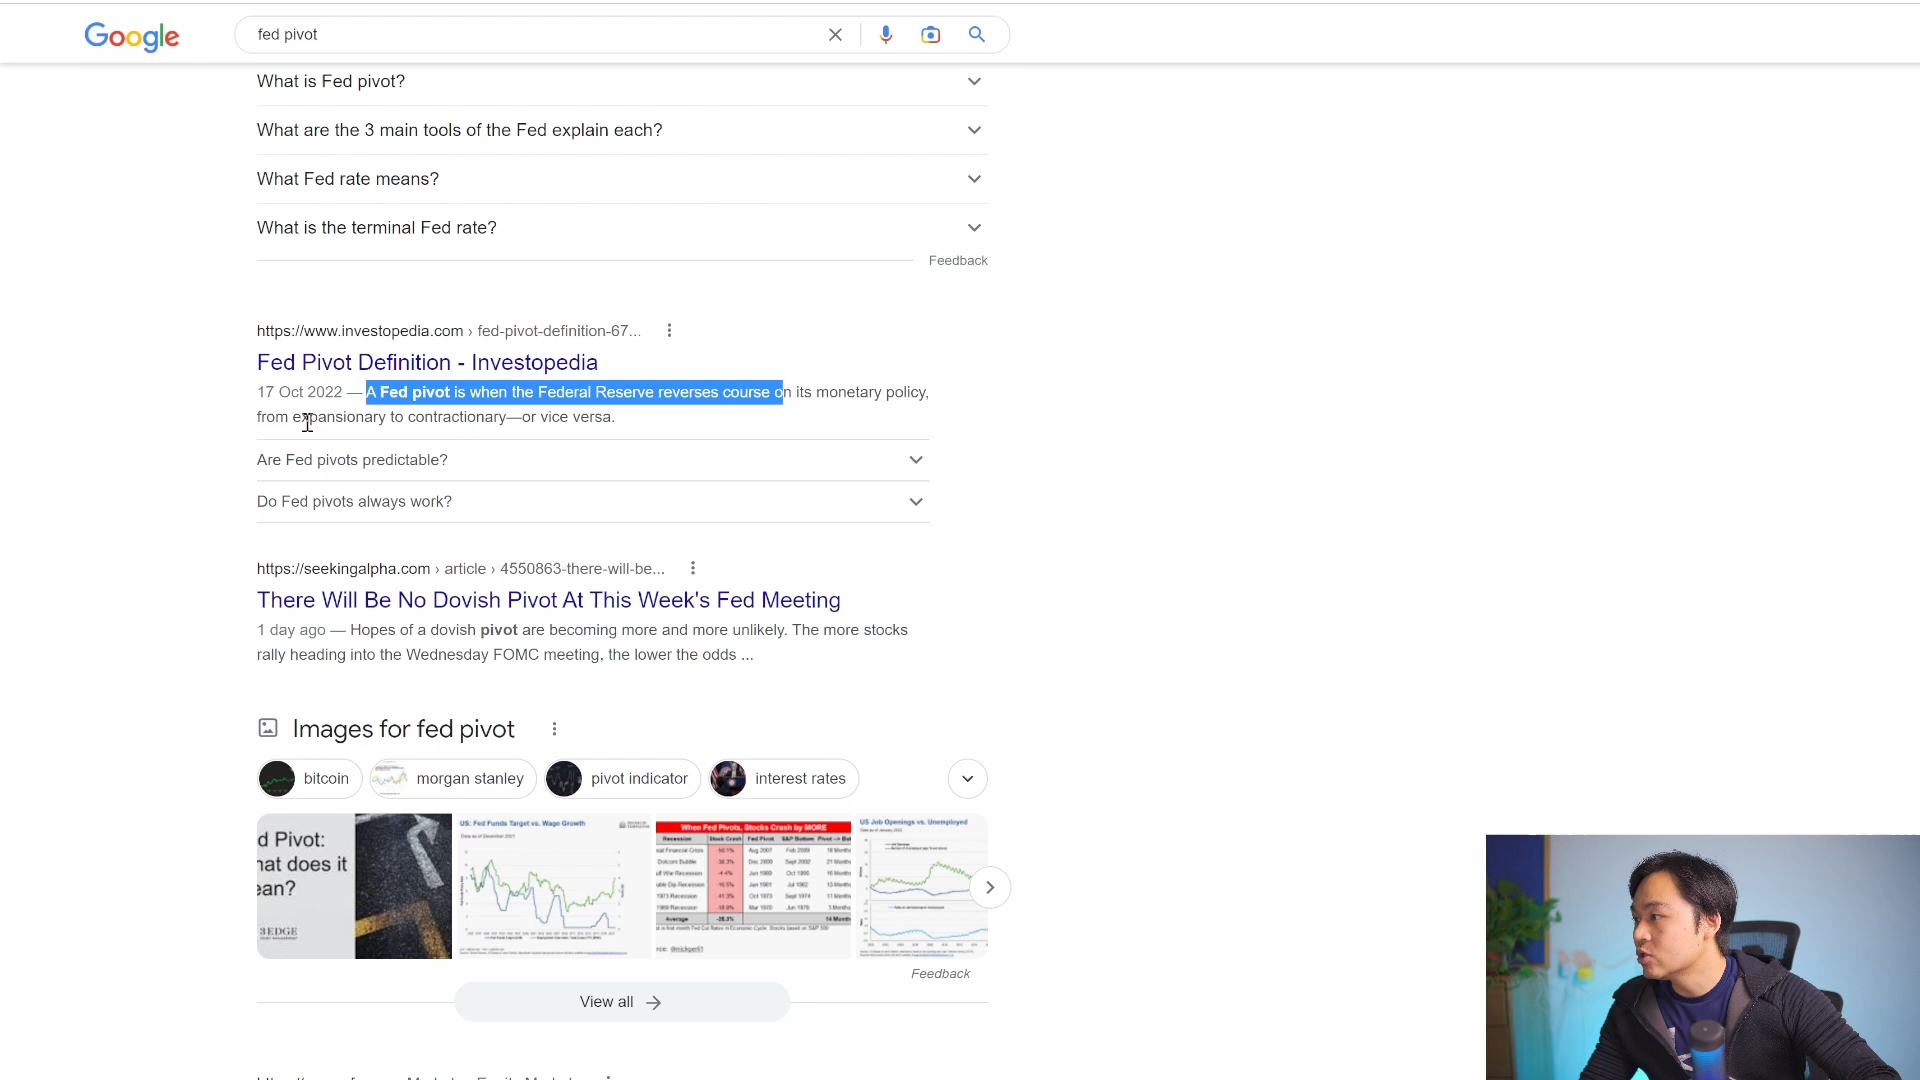 Google
fed pivot
What is Fed pivot?
What are the 3 main tools of the Fed explain each?
What Fed rate means?
What is the terminal Fed rate?
Feedback
https://www.investopedia.com › fed-pivot-definition-67...
Fed Pivot Definition - Investopedia
17 Oct 2022 — A Fed pivot is when the Federal Reserve reverses course on its monetary policy,
from expansionary to contractionary—or vice versa.
Are Fed pivots predictable?
Do Fed pivots always work?
https://seekingalpha.com › article › 4550863-there-will-be...
There Will Be No Dovish Pivot At This Week's Fed Meeting
1 day ago — Hopes of a dovish pivot are becoming more and more unlikely. The more stocks
rally heading into the Wednesday FOMC meeting, the lower the odds ...
Images for fed pivot
bitcoin
morgan stanley
pivot indicator
interest rates
d Pivot:
hat does it
ean?
3EDGE
US: Fed Funds Target vs. Wage Growth
When Fed Pivots, Stocks Crash by MORE
Recession Stock Crash Fed Pivot S&P Bottom
Average
US Job Openings vs. Unemployed
Feedback
View all